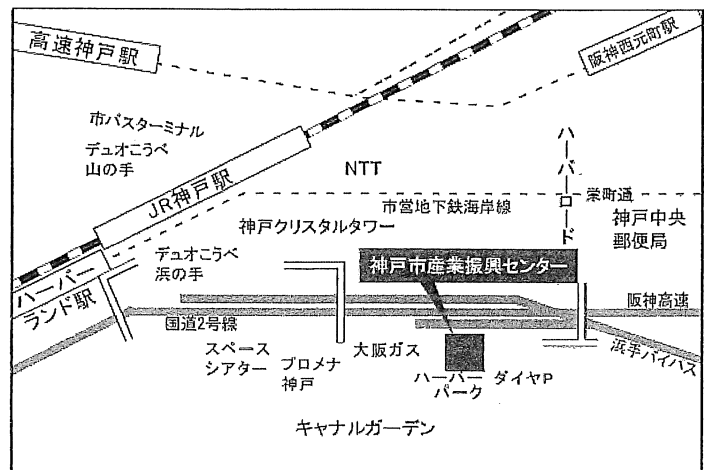 高速神戸駅
阪神西元町駅
市バスターミナル
デュオこうべ
山の手
JR神戸駅
NTT
ハーバーロード
市営地下鉄海岸線
栄町通
神戸中央
郵便局
神戸クリスタルタワー
デュオこうべ
浜の手
神戸市産業振興センター
ハーバー
ランド駅
阪神高速
国道2号線
浜手バイパス
スペース
シアター
プロメナ
神戸
大阪ガス
ハーバー
パーク
ダイヤP
キャナルガーデン